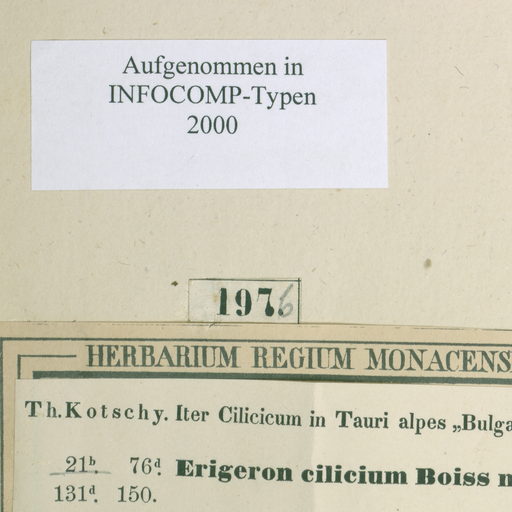 Aufgenommen in
INFOCOMP-Typen
2000
197.6
HERBARIUM REGIUM MONACENS
Th. Kotschy. Iter Cilicicum in Tauri alpes „Bulga
21ᵇ 76ᵈ. Erigeron cilicium Boiss n
131ᵈ. 150.